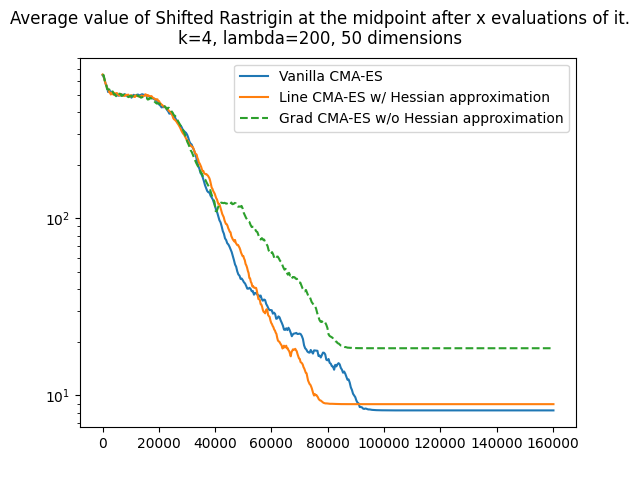 Average value of Shifted Rastrigin at the midpoint after x evaluations of it.
k=4, lambda=200, 50 dimensions
Vanilla CMA-ES
Line CMA-ES w/ Hessian approximation
Grad CMA-ES w/o Hessian approximation
10²
10¹
0 20000 40000 60000 80000 100000 120000 140000 160000